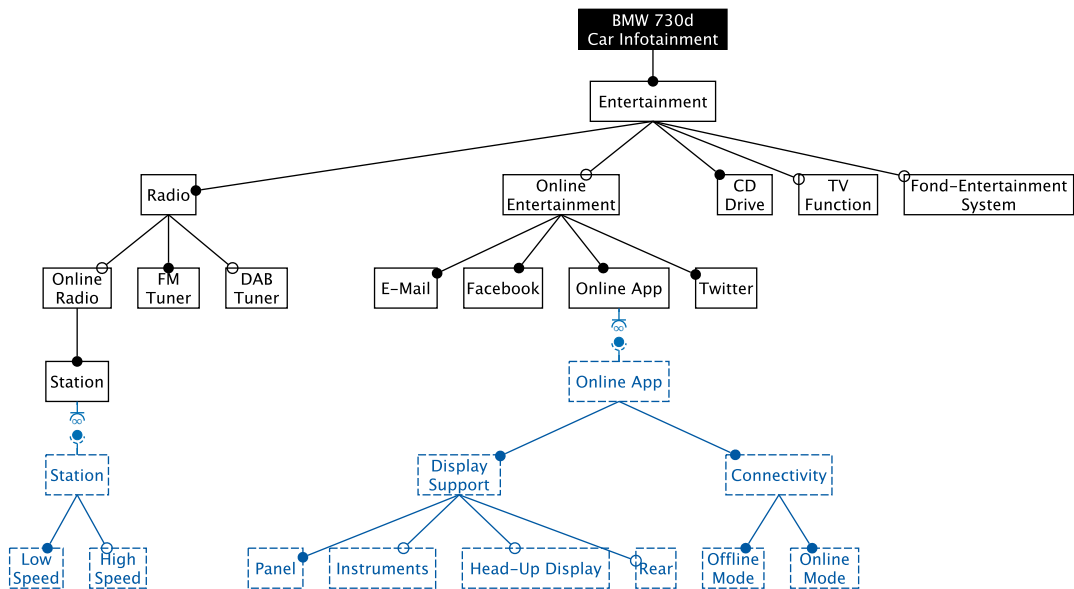 BMW 730d
Car Infotainment
Entertainment
Radio
Online
Entertainment
CD
Drive
TV
Function
Fond-Entertainment
System
Online
Radio
FM
Tuner
DAB
Tuner
E-Mail
Facebook
Online App
Twitter
∞
Station
Online App
∞
Station
Display
Support
Connectivity
Low
Speed
High
Speed
Panel
Instruments
Head-Up Display
Rear
Offline
Mode
Online
Mode